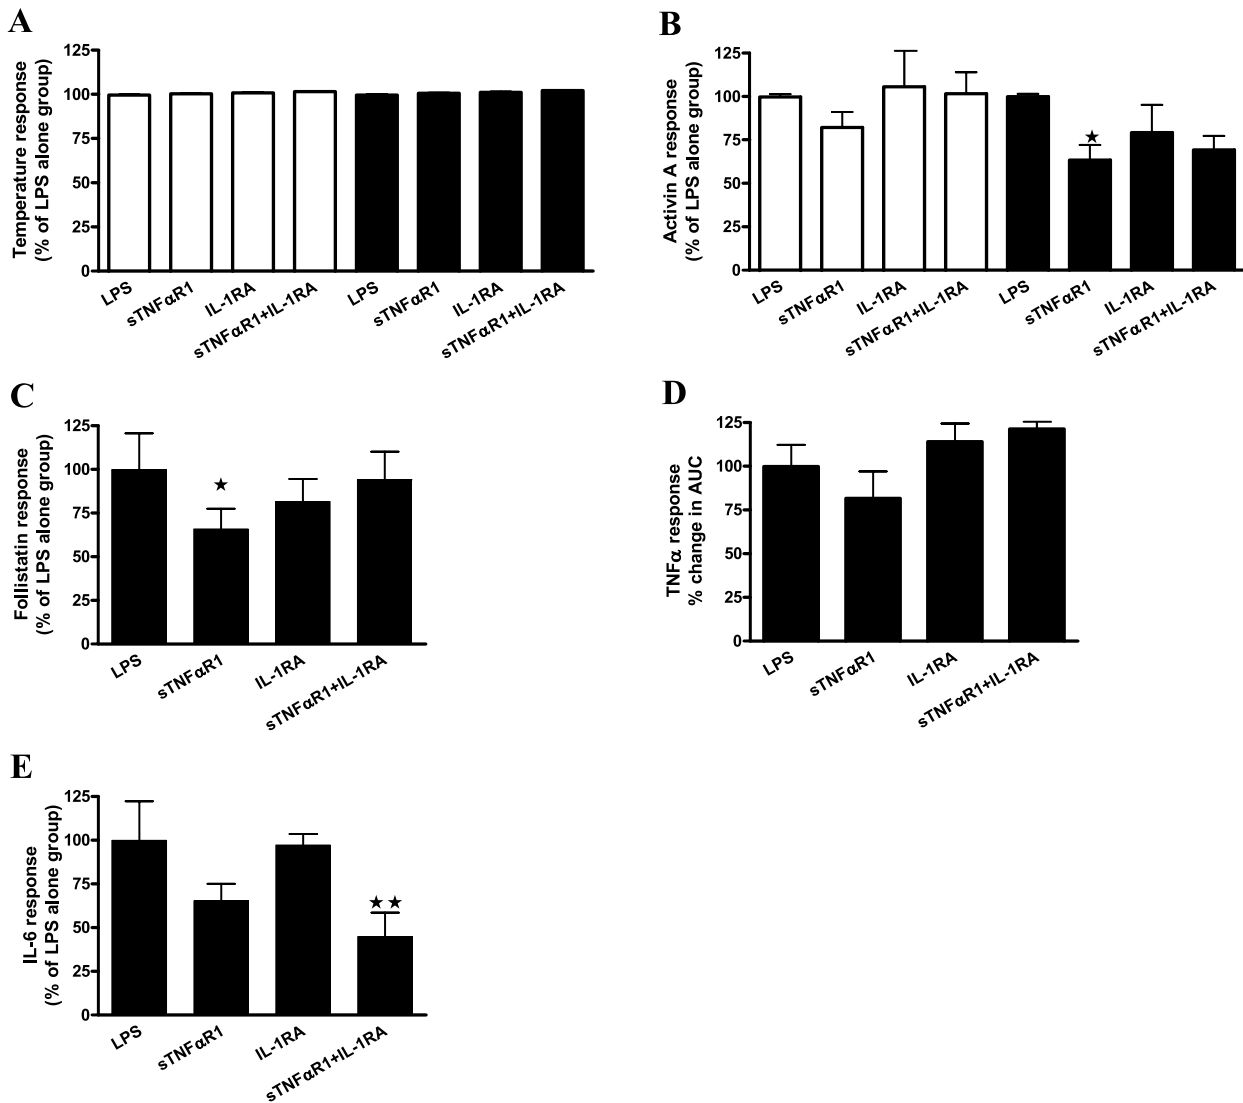 A
Temperature response
(% of LPS alone group)
125
100
75
50
25
0
LPS
sTNFαR1
IL-1RA
sTNFαR1+IL-1RA
LPS
sTNFαR1
IL-1RA
sTNFαR1+IL-1RA
B
Activin A response
(% of LPS alone group)
125
100
75
50
25
0
LPS
sTNFαR1
IL-1RA
sTNFαR1+IL-1RA
LPS
sTNFαR1
IL-1RA
sTNFαR1+IL-1RA
★
C
Follistatin response
(% of LPS alone group)
125
100
75
50
25
0
LPS
sTNFαR1
IL-1RA
sTNFαR1+IL-1RA
★
D
TNFα response
% change in AUC
125
100
75
50
25
0
LPS
sTNFαR1
IL-1RA
sTNFαR1+IL-1RA
E
IL-6 response
(% of LPS alone group)
125
100
75
50
25
0
LPS
sTNFαR1
IL-1RA
sTNFαR1+IL-1RA
★★